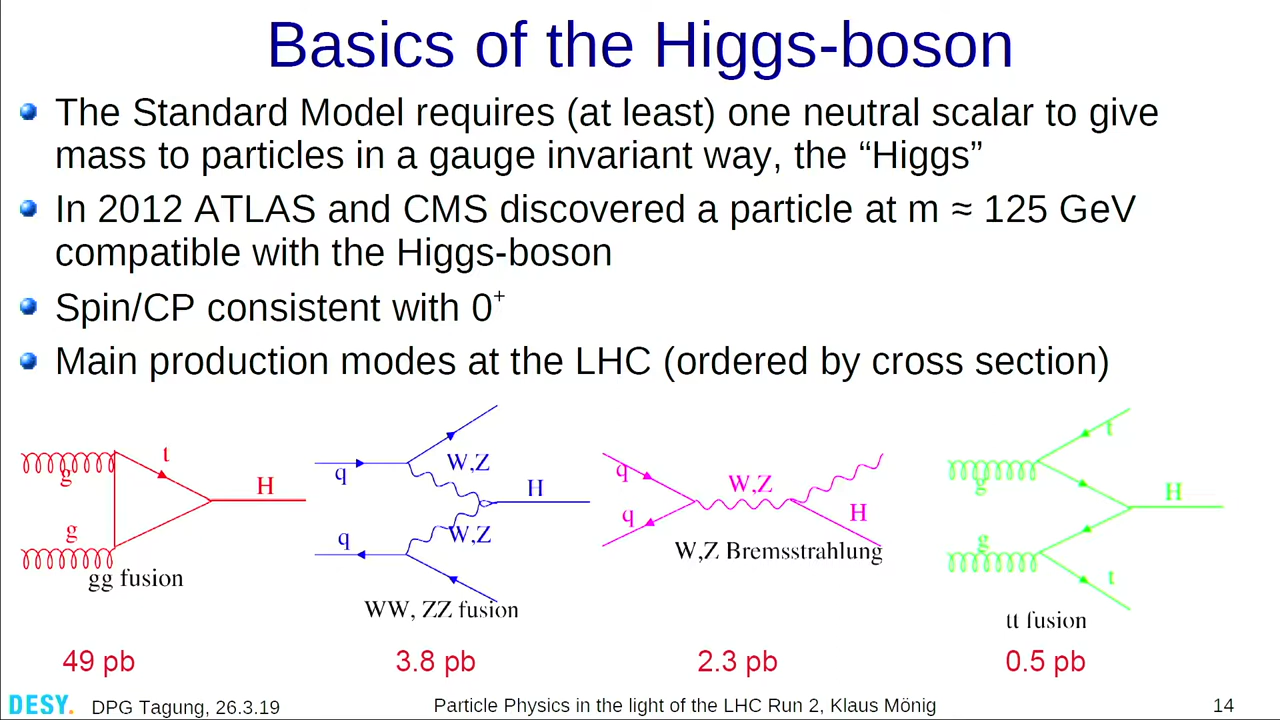 Basics of the Higgs-boson
The Standard Model requires (at least) one neutral scalar to give
mass to particles in a gauge invariant way, the “Higgs”
In 2012 ATLAS and CMS discovered a particle at m ≈ 125 GeV
compatible with the Higgs-boson
Spin/CP consistent with 0⁺
Main production modes at the LHC (ordered by cross section)
g
t
H
g
gg fusion
q
W,Z
H
q
W,Z
WW, ZZ fusion
q
W,Z
q
H
W,Z Bremsstrahlung
t
g
H
g
t
tt fusion
49 pb
3.8 pb
2.3 pb
0.5 pb
DESY.
DPG Tagung, 26.3.19
Particle Physics in the light of the LHC Run 2, Klaus Mönig
14